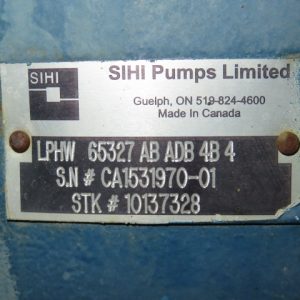 SIHI
SIHI Pumps Limited
Guelph, ON 519-824-4600
Made In Canada
LPHW 65327 AB ADB 4B 4
S.N # CA1531970-01
STK # 10137328